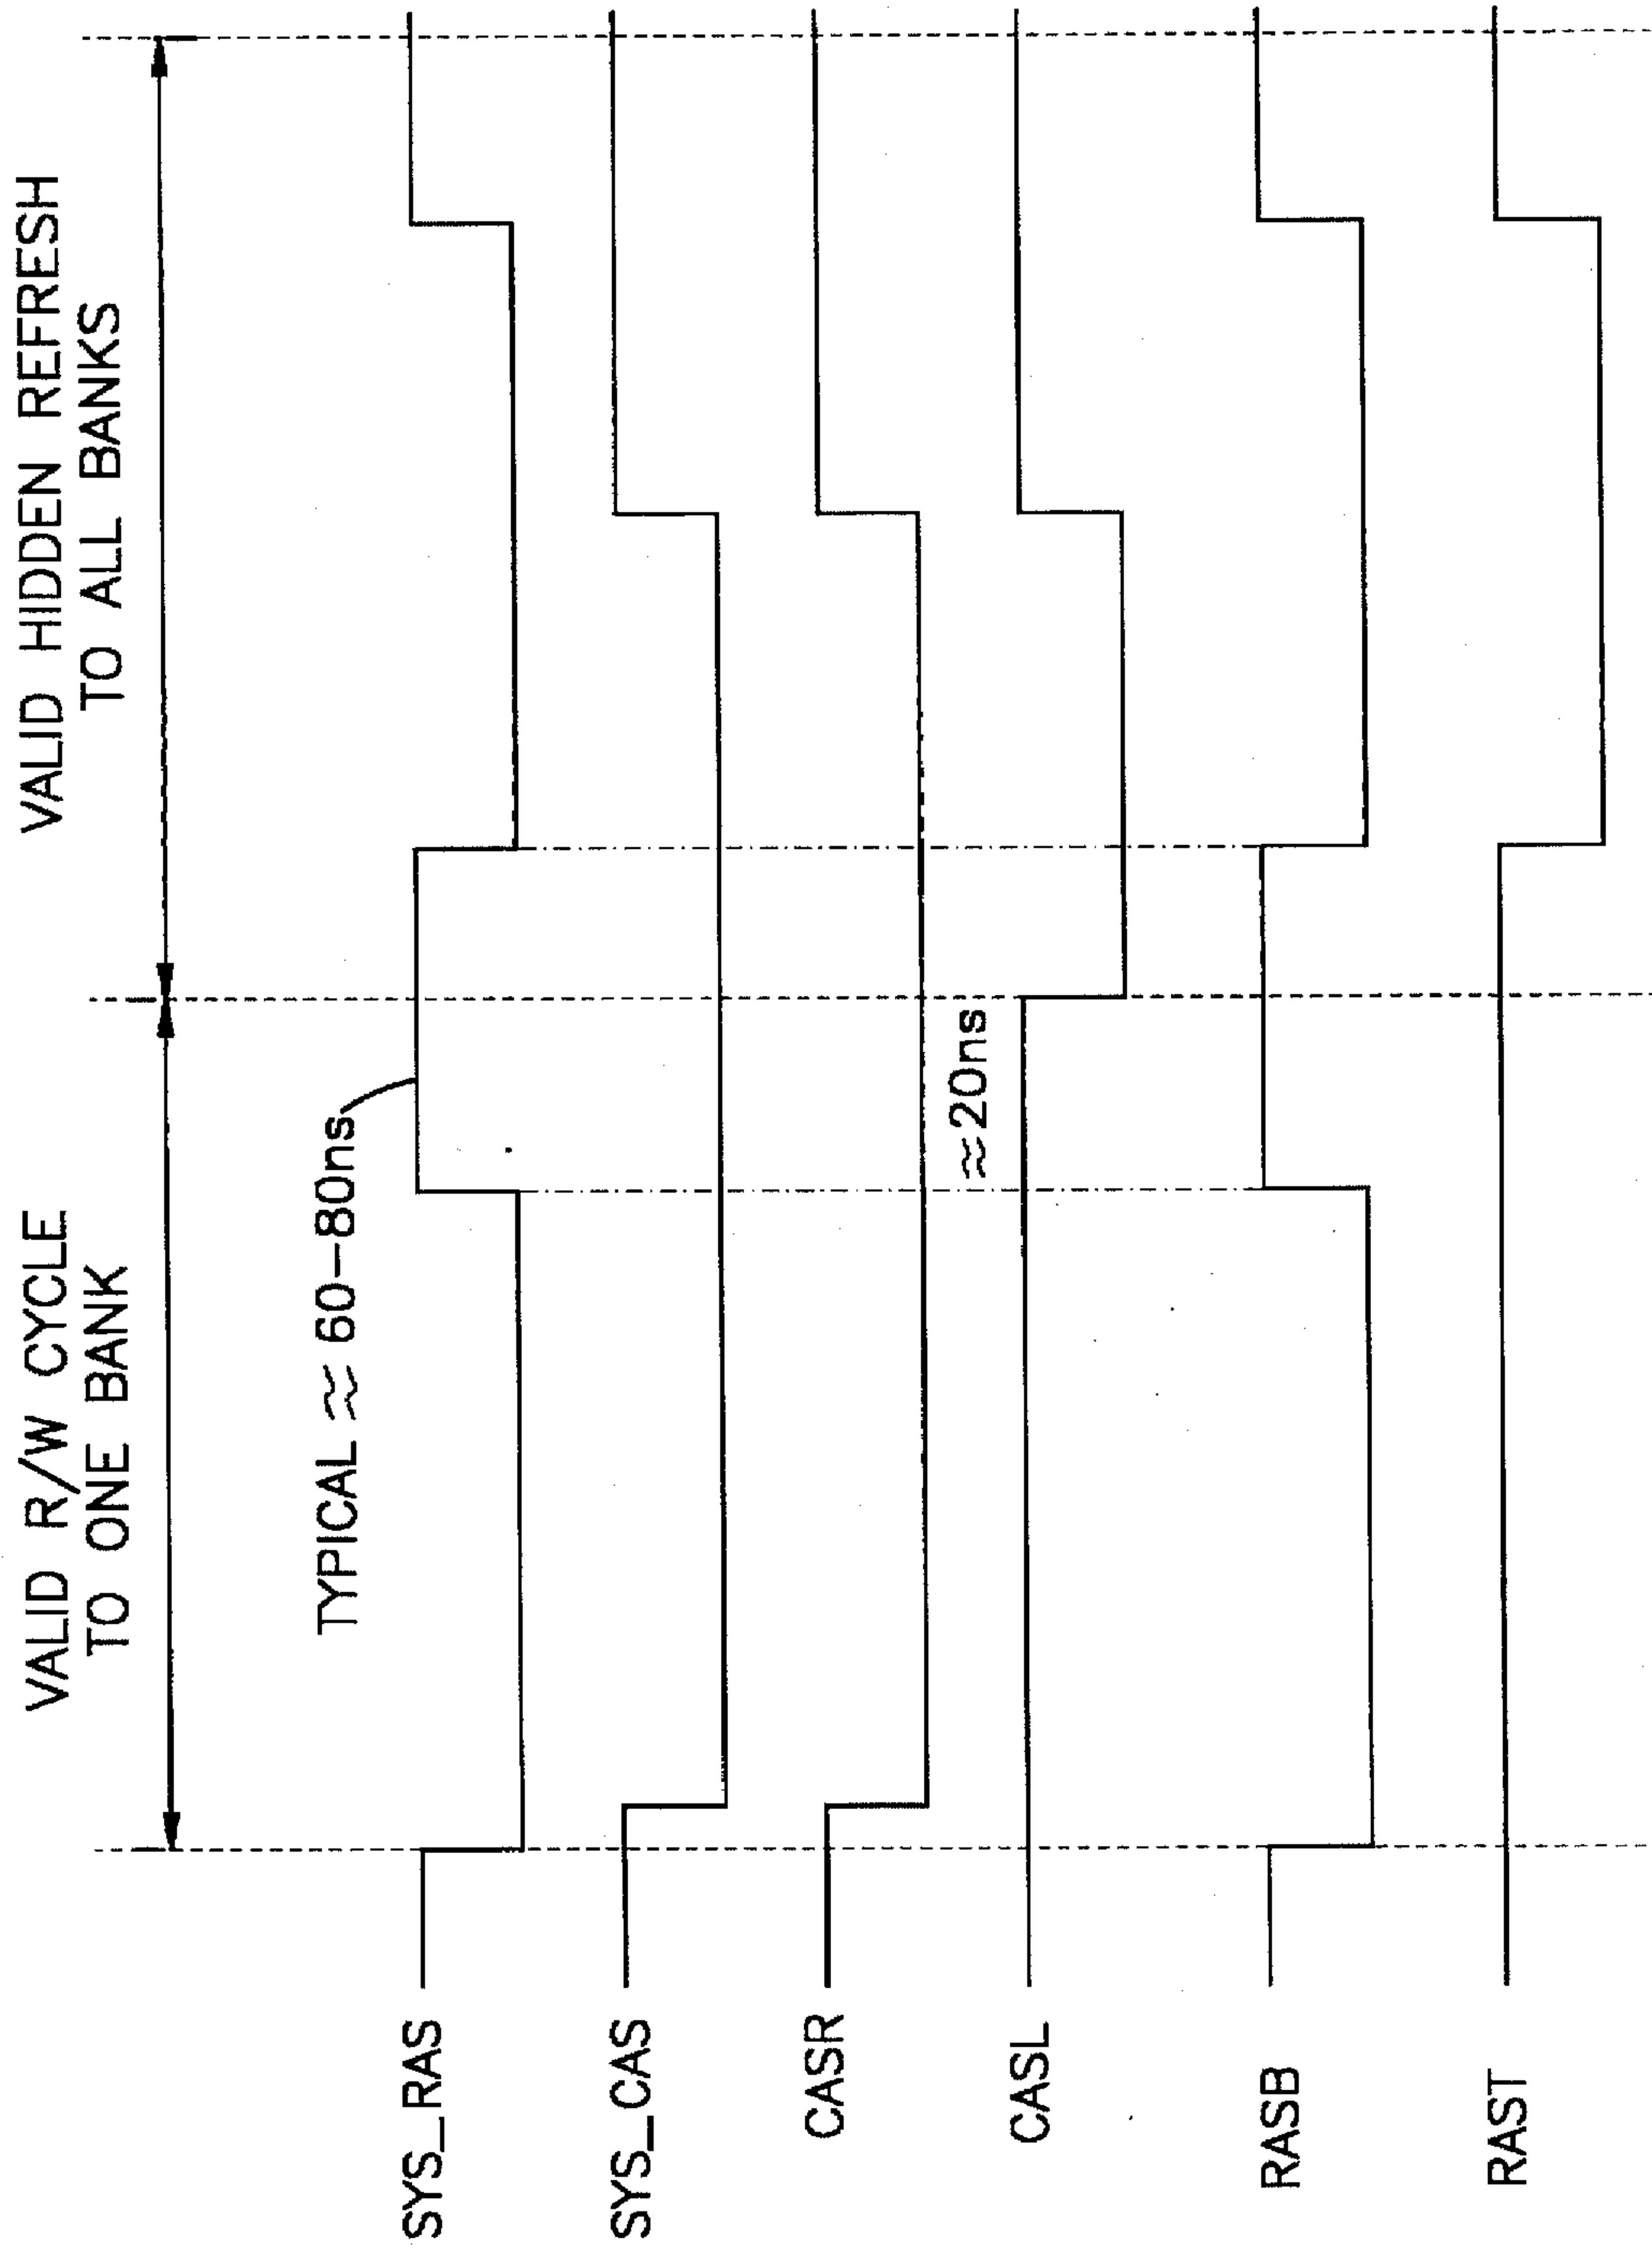 VALID R/W CYCLE
TO ONE BANK
VALID HIDDEN REFRESH
TO ALL BANKS
TYPICAL ≈ 60-80ns
SYS_RAS
SYS_CAS
CASR
≈20ns
CASL
RASB
RAST